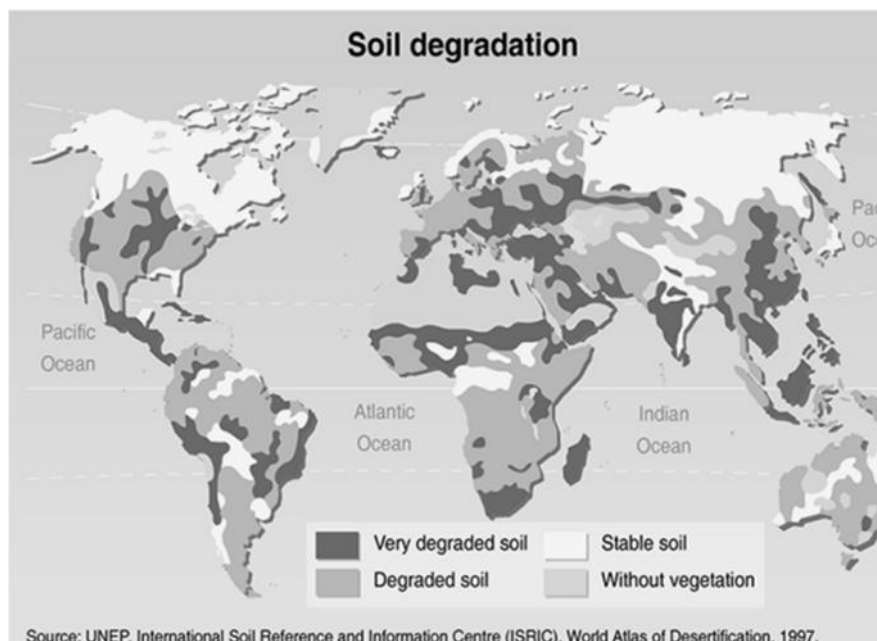 Soil degradation
Pacific
Ocean
Atlantic
Ocean
Indian
Ocean
Very degraded soil
Degraded soil
Stable soil
Without vegetation
Source: UNEP, International Soil Reference and Information Centre (ISRIC), World Atlas of Desertification, 1997.